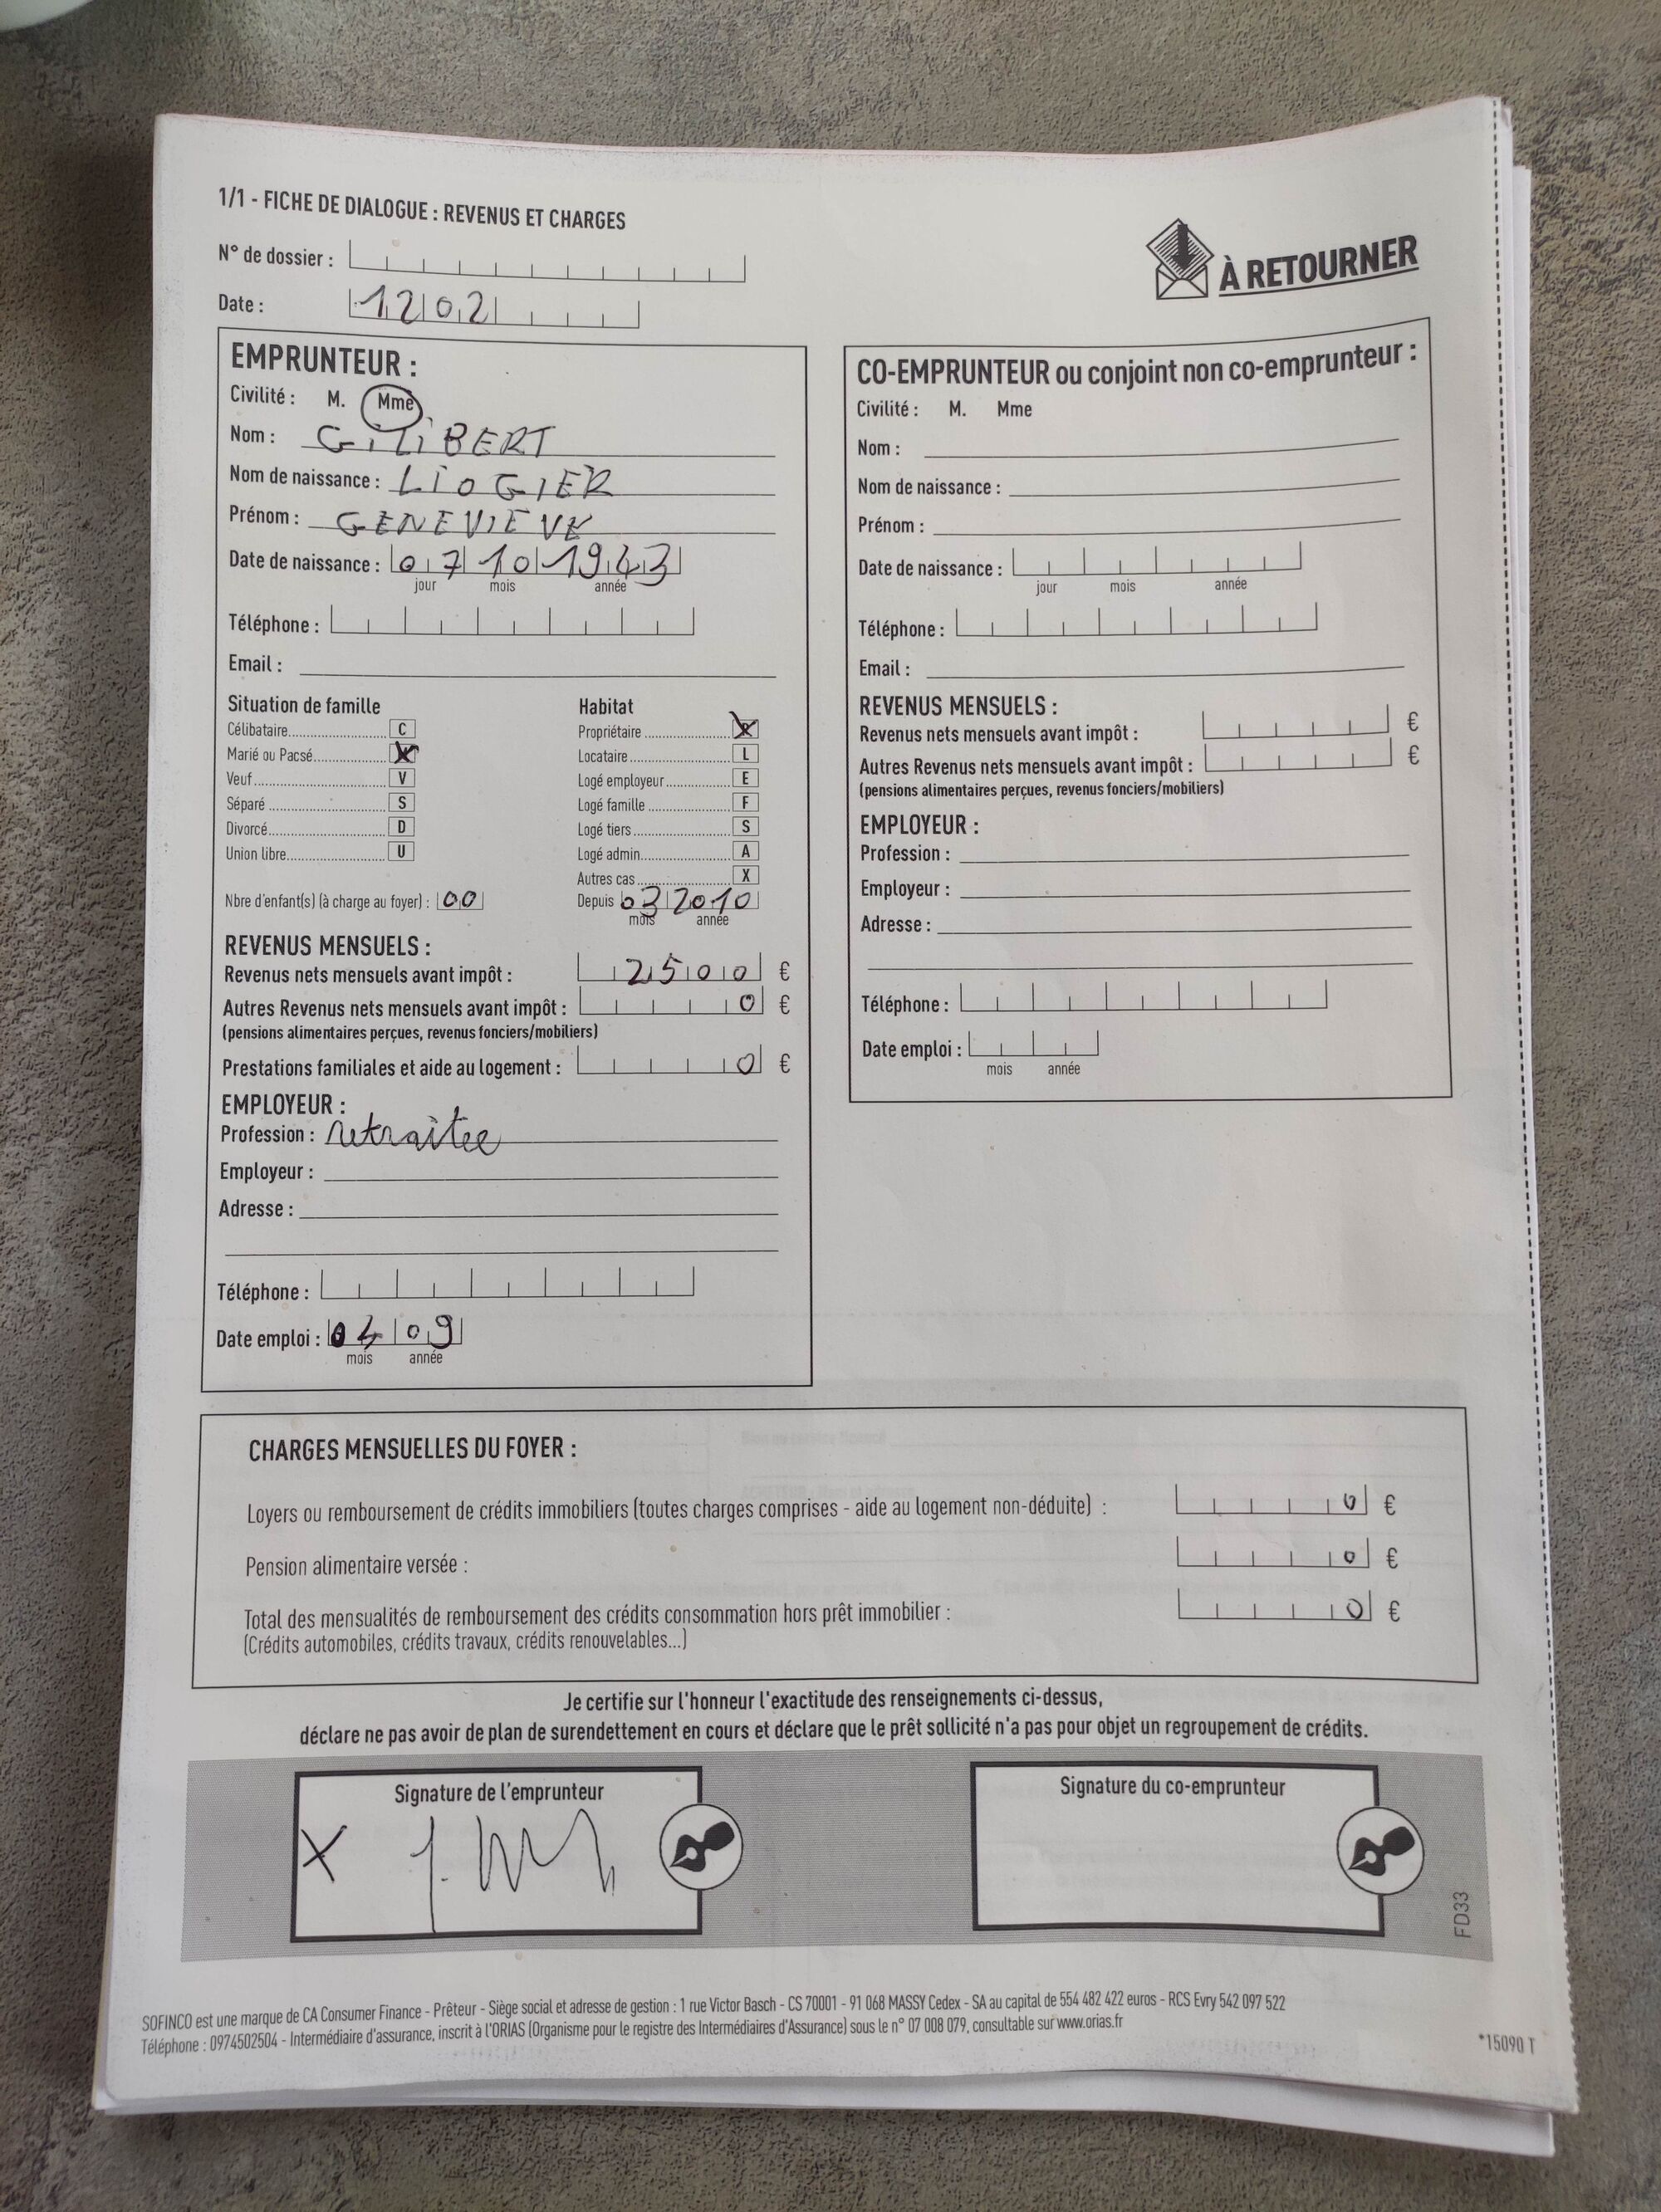 1/1 - FICHE DE DIALOGUE : REVENUS ET CHARGES
À RETOURNER
N° de dossier :
Date : 1202
EMPRUNTEUR :
Civilité : M. Mme
Nom : GILIBERT
Nom de naissance : LIOGIER
Prénom : GENEVIEVE
Date de naissance : 07 10 1943
jour mois année
Téléphone :
Email :
Situation de famille
Célibataire C
Marié ou Pacsé X
Veuf V
Séparé S
Divorcé D
Union libre U
Nbre d'enfant(s) (à charge au foyer) : 00
Habitat
Propriétaire X
Locataire L
Logé employeur E
Logé famille F
Logé tiers S
Logé admin. A
Autres cas X
Depuis 03 2010
mois année
REVENUS MENSUELS :
Revenus nets mensuels avant impôt : 2500 €
Autres Revenus nets mensuels avant impôt : 0 €
(pensions alimentaires perçues, revenus fonciers/mobiliers)
Prestations familiales et aide au logement : 0 €
EMPLOYEUR :
Profession : retraitee
Employeur :
Adresse :
Téléphone :
Date emploi : 04 09
mois année
CO-EMPRUNTEUR ou conjoint non co-emprunteur :
Civilité : M. Mme
Nom :
Nom de naissance :
Prénom :
Date de naissance :
jour mois année
Téléphone :
Email :
REVENUS MENSUELS :
Revenus nets mensuels avant impôt : €
Autres Revenus nets mensuels avant impôt : €
(pensions alimentaires perçues, revenus fonciers/mobiliers)
EMPLOYEUR :
Profession :
Employeur :
Adresse :
Téléphone :
Date emploi :
mois année
CHARGES MENSUELLES DU FOYER :
Loyers ou remboursement de crédits immobiliers (toutes charges comprises - aide au logement non-déduite) : 0 €
Pension alimentaire versée : 0 €
Total des mensualités de remboursement des crédits consommation hors prêt immobilier : 0 €
(Crédits automobiles, crédits travaux, crédits renouvelables...)
Je certifie sur l'honneur l'exactitude des renseignements ci-dessus,
déclare ne pas avoir de plan de surendettement en cours et déclare que le prêt sollicité n'a pas pour objet un regroupement de crédits.
Signature de l'emprunteur
X
Signature du co-emprunteur
FD33
SOFINCO est une marque de CA Consumer Finance - Prêteur - Siège social et adresse de gestion : 1 rue Victor Basch - CS 70001 - 91 068 MASSY Cedex - SA au capital de 554 482 422 euros - RCS Evry 542 097 522
Téléphone : 0974502504 - Intermédiaire d'assurance, inscrit à l'ORIAS (Organisme pour le registre des Intermédiaires d'Assurance) sous le n° 07 008 079, consultable sur www.orias.fr
*15090 T